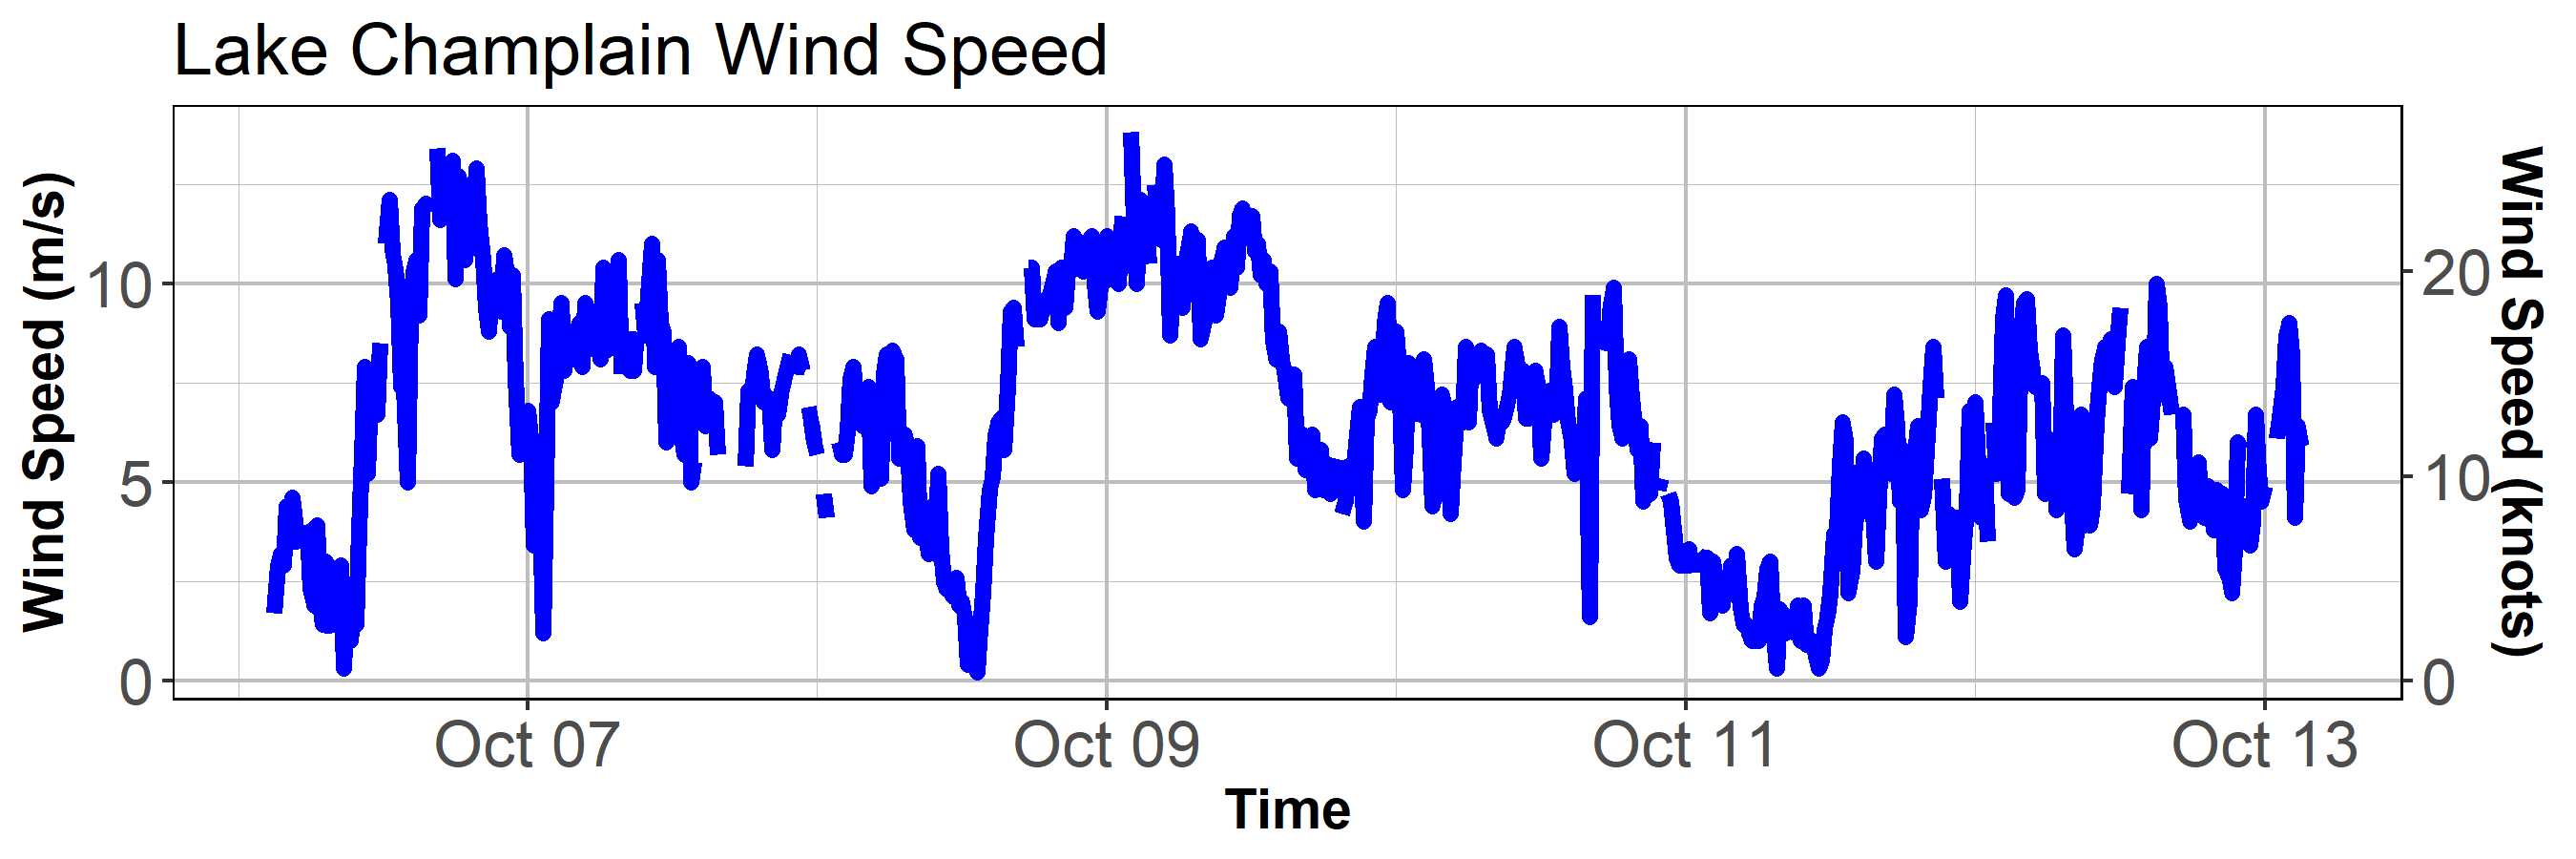 Lake Champlain Wind Speed
Wind Speed (m/s)
10
5
0
20
10
0
Wind Speed (knots)
Oct 07
Oct 09
Oct 11
Oct 13
Time